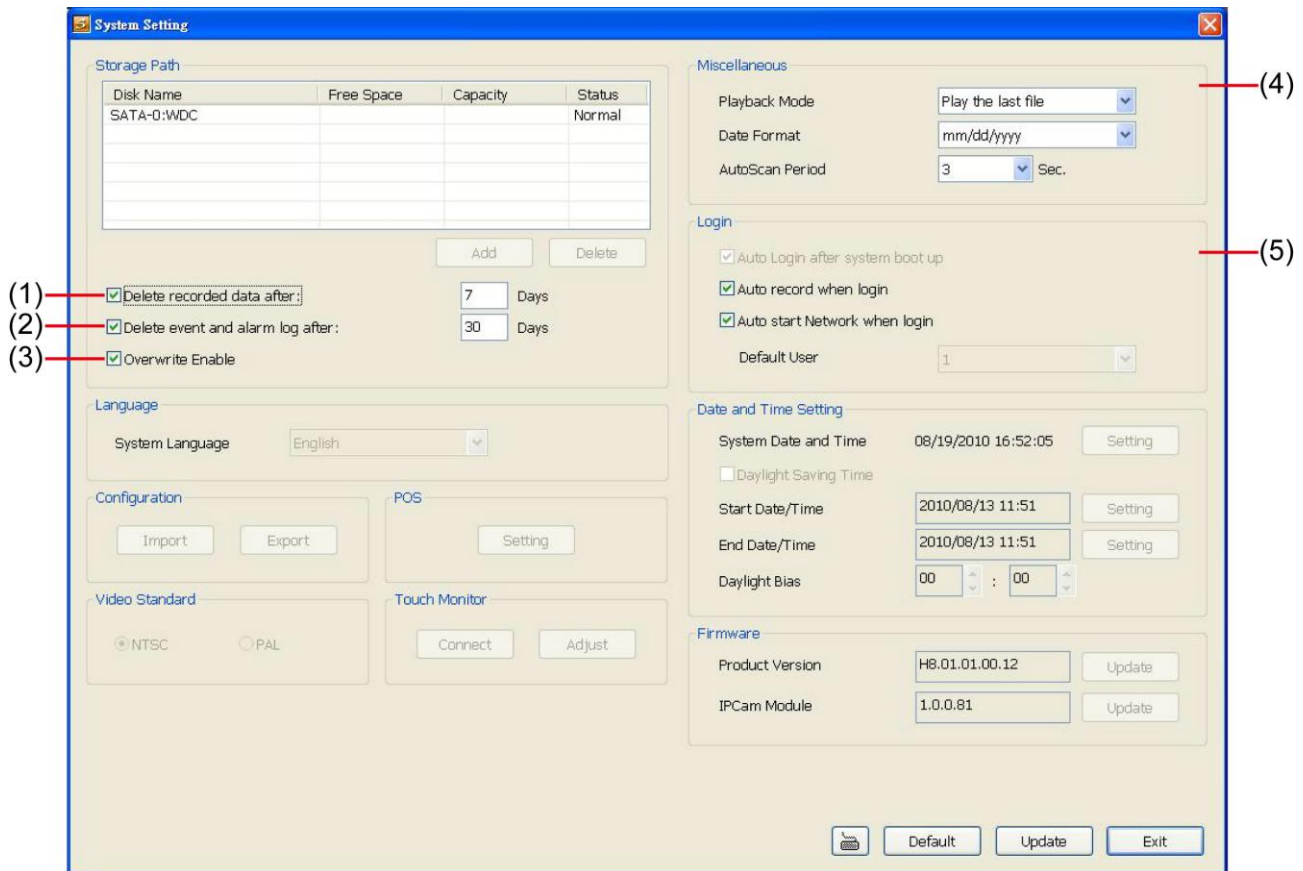 System Setting
Storage Path
Disk Name Free Space Capacity Status
SATA-0:WDC Normal
Add Delete
(1) Delete recorded data after: 7 Days
(2) Delete event and alarm log after: 30 Days
(3) Overwrite Enable
Language
System Language English
Configuration
Import Export
POS
Setting
Video Standard
NTSC PAL
Touch Monitor
Connect Adjust
Miscellaneous
(4)
Playback Mode Play the last file
Date Format mm/dd/yyyy
AutoScan Period 3 Sec.
Login
(5)
Auto Login after system boot up
Auto record when login
Auto start Network when login
Default User 1
Date and Time Setting
System Date and Time 08/19/2010 16:52:05 Setting
Daylight Saving Time
Start Date/Time 2010/08/13 11:51 Setting
End Date/Time 2010/08/13 11:51 Setting
Daylight Bias 00 : 00
Firmware
Product Version H8.01.01.00.12 Update
IPCam Module 1.0.0.81 Update
Default Update Exit